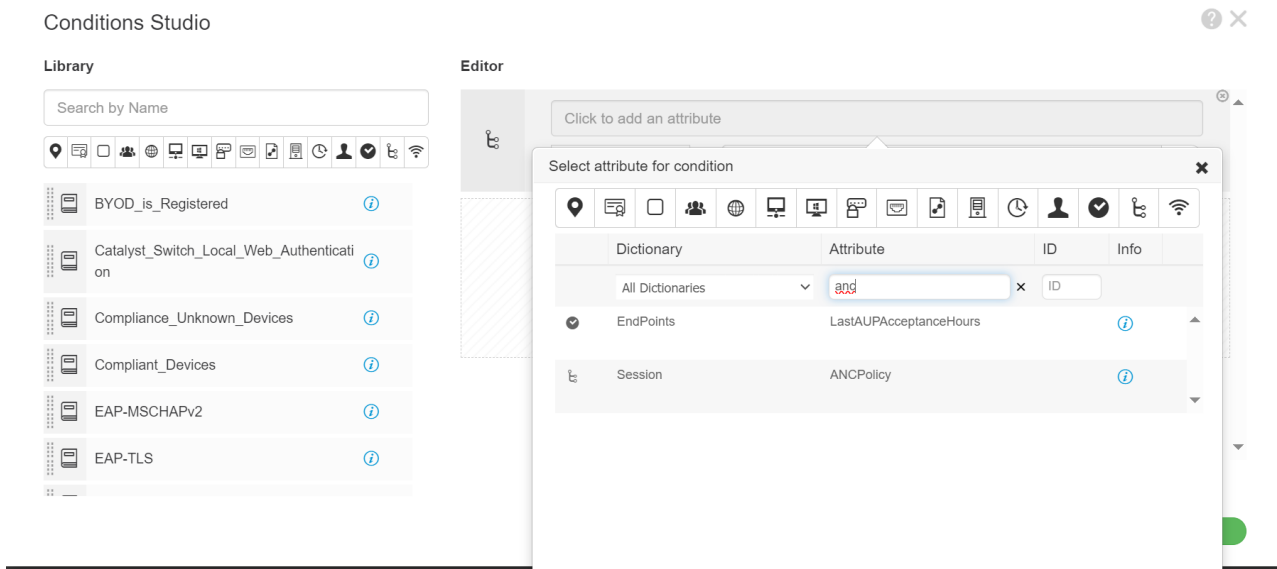 Conditions Studio
Library
Search by Name
BYOD_is_Registered
Catalyst_Switch_Local_Web_Authenticati
on
Compliance_Unknown_Devices
Compliant_Devices
EAP-MSCHAPv2
EAP-TLS
Editor
Click to add an attribute
Select attribute for condition
Dictionary Attribute ID Info
All Dictionaries anc ID
EndPoints LastAUPAcceptanceHours
Session ANCPolicy